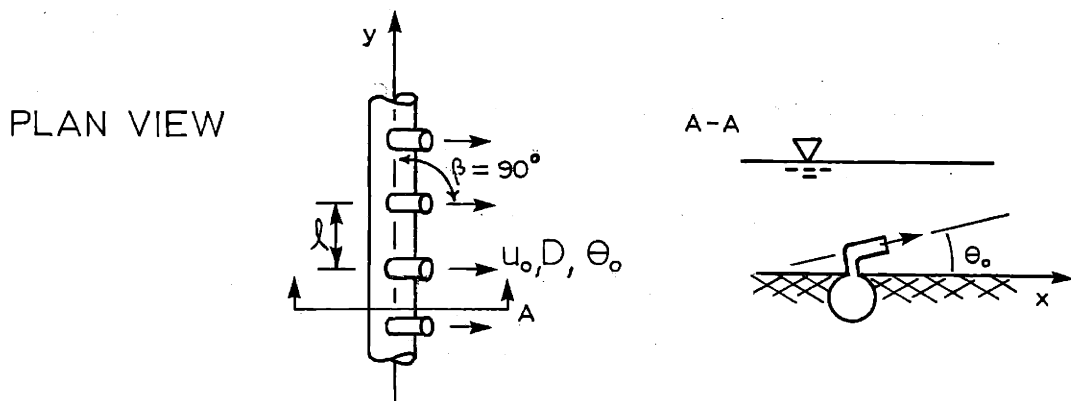 PLAN VIEW
y
β = 90°
l
u₀, D, θ₀
A
A-A
θ₀
x